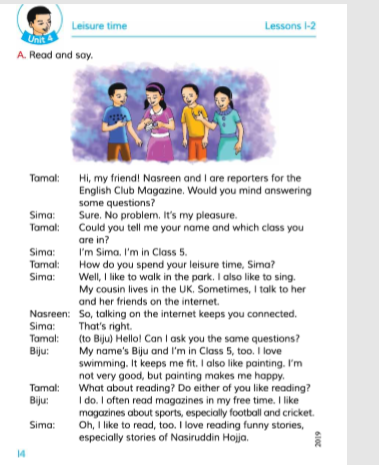 Unit 4
Leisure time Lessons 1-2
A. Read and say.
Tamal: Hi, my friend! Nasreen and I are reporters for the
English Club Magazine. Would you mind answering
some questions?
Sima: Sure. No problem. It's my pleasure.
Tamal: Could you tell me your name and which class you
are in?
Sima: I'm Sima. I'm in Class 5.
Tamal: How do you spend your leisure time, Sima?
Sima: Well, I like to walk in the park. I also like to sing.
My cousin lives in the UK. Sometimes, I talk to her
and her friends on the internet.
Nasreen: So, talking on the internet keeps you connected.
Sima: That's right.
Tamal: (to Biju) Hello! Can I ask you the same questions?
Biju: My name's Biju and I'm in Class 5, too. I love
swimming. It keeps me fit. I also like painting. I'm
not very good, but painting makes me happy.
Tamal: What about reading? Do either of you like reading?
Biju: I do. I often read magazines in my free time. I like
magazines about sports, especially football and cricket.
Sima: Oh, I like to read, too. I love reading funny stories,
especially stories of Nasiruddin Hojja.
2019
14